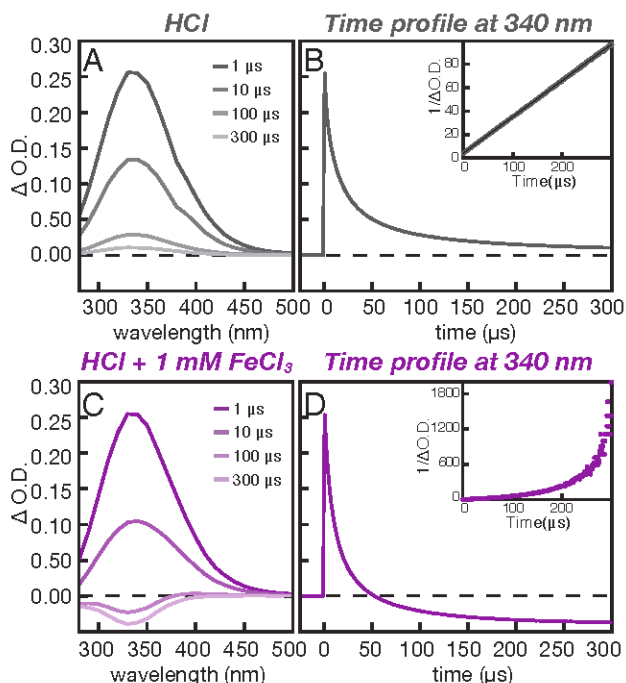 HCl
Time profile at 340 nm
0.30
0.25
0.20
0.15
0.10
0.50
0.00
Δ O.D.
A
1 µs
10 µs
100 µs
300 µs
300 350 400 450 500
wavelength (nm)
B
80
60
40
20
0
1/ΔO.D.
0 100 200
Time(µs)
0 50 100 150 200 250 300
time (µs)
HCl + 1 mM FeCl₃
Time profile at 340 nm
0.30
0.25
0.20
0.15
0.10
0.50
0.00
Δ O.D.
C
1 µs
10 µs
100 µs
300 µs
300 350 400 450 500
wavelength (nm)
D
1800
1200
600
0
1/ΔO.D.
0 100 200
Time(µs)
0 50 100 150 200 250 300
time (µs)